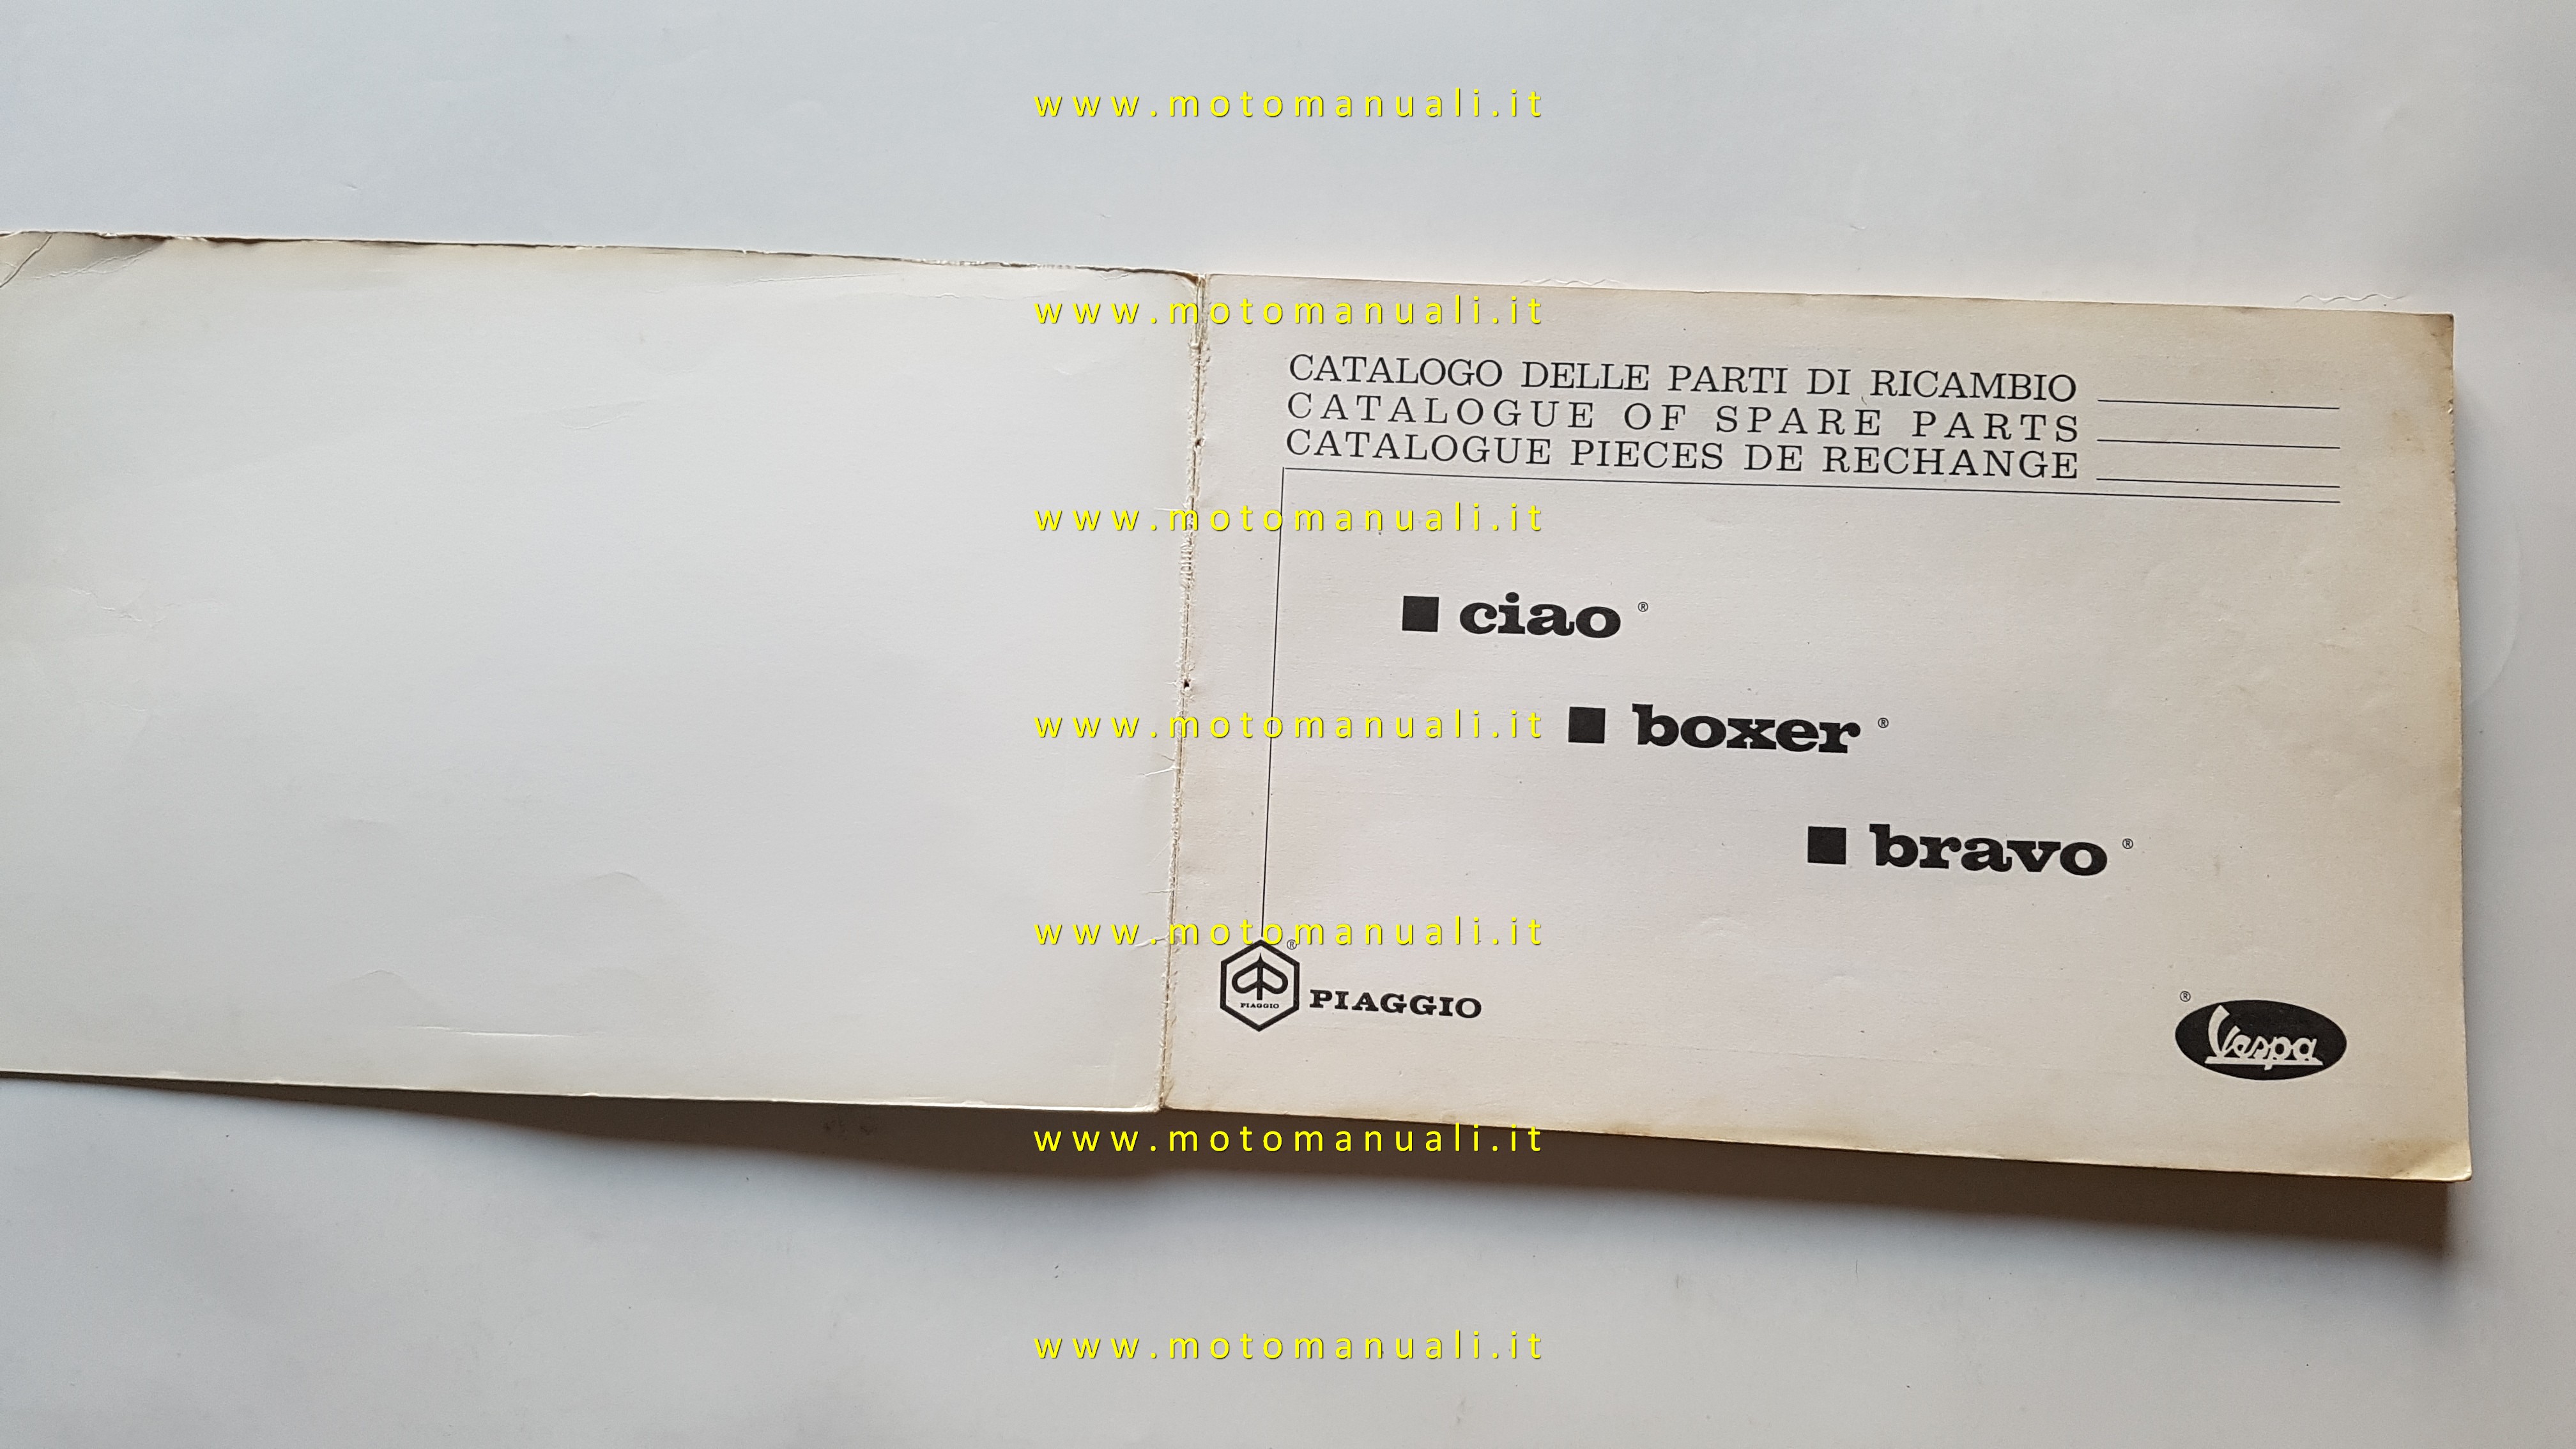 www.motomanuali.it
www.motomanuali.it
CATALOGO DELLE PARTI DI RICAMBIO
CATALOGUE OF SPARE PARTS
CATALOGUE PIECES DE RECHANGE
www.motomanuali.it
■ ciao ®
■ boxer ®
www.motomanuali.it
■ bravo ®
www.motomanuali.it
®
PIAGGIO
PIAGGIO
®
Vespa
www.motomanuali.it
www.motomanuali.it